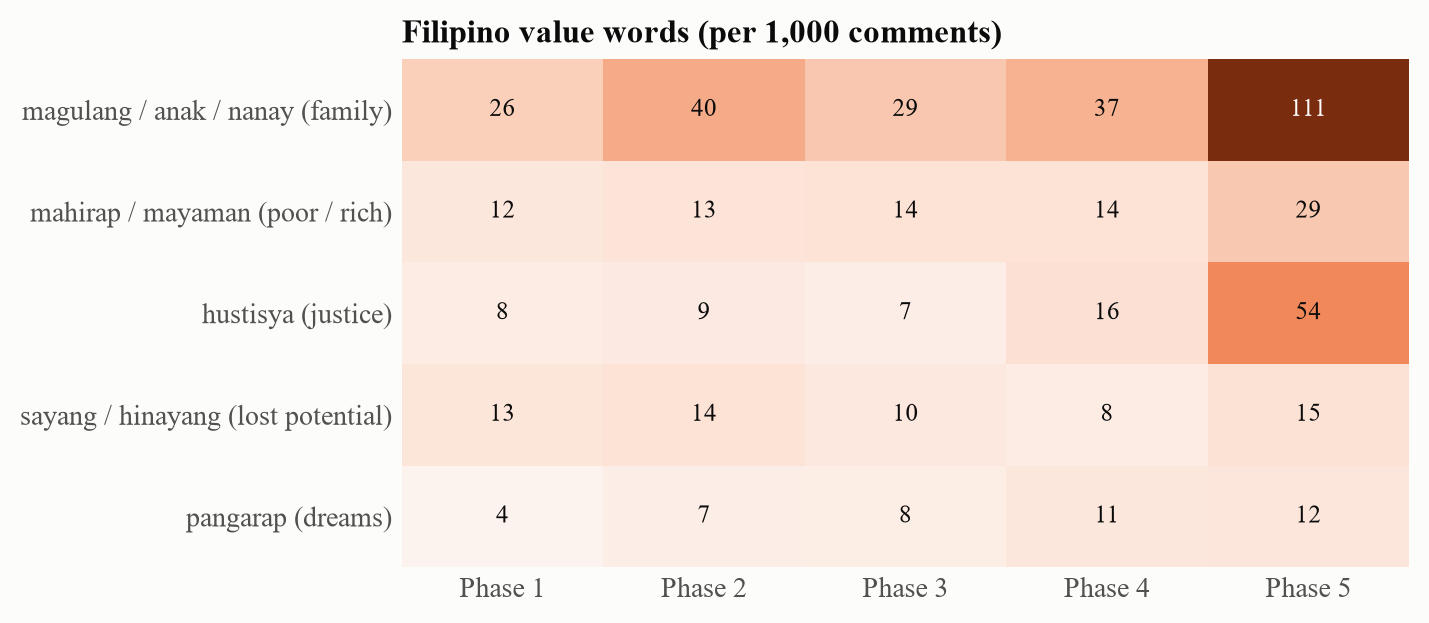 Filipino value words (per 1,000 comments)
magulang / anak / nanay (family) 26 40 29 37 111
mahirap / mayaman (poor / rich) 12 13 14 14 29
hustisya (justice) 8 9 7 16 54
sayang / hinayang (lost potential) 13 14 10 8 15
pangarap (dreams) 4 7 8 11 12
Phase 1 Phase 2 Phase 3 Phase 4 Phase 5